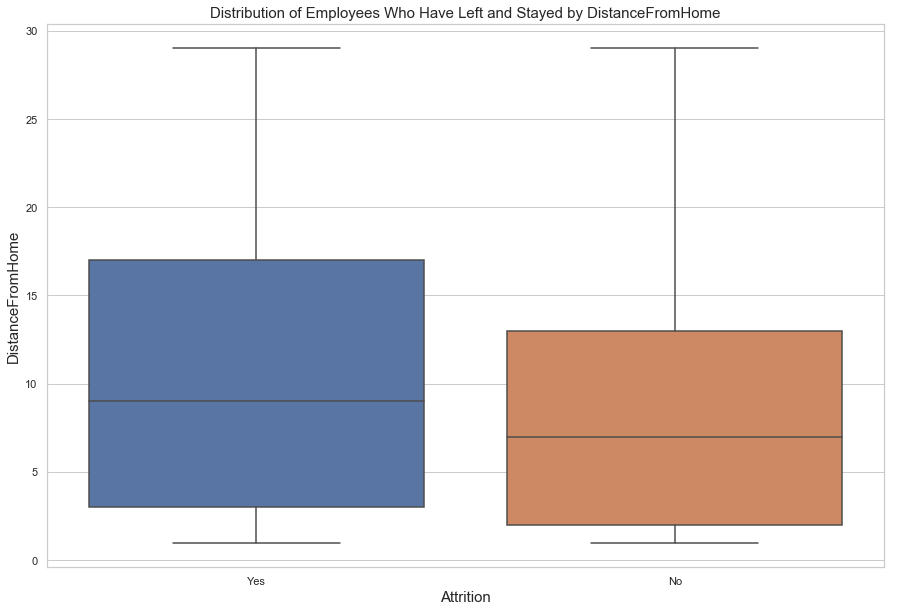 Distribution of Employees Who Have Left and Stayed by DistanceFromHome
30
25
20
15
10
5
0
DistanceFromHome
Yes
No
Attrition